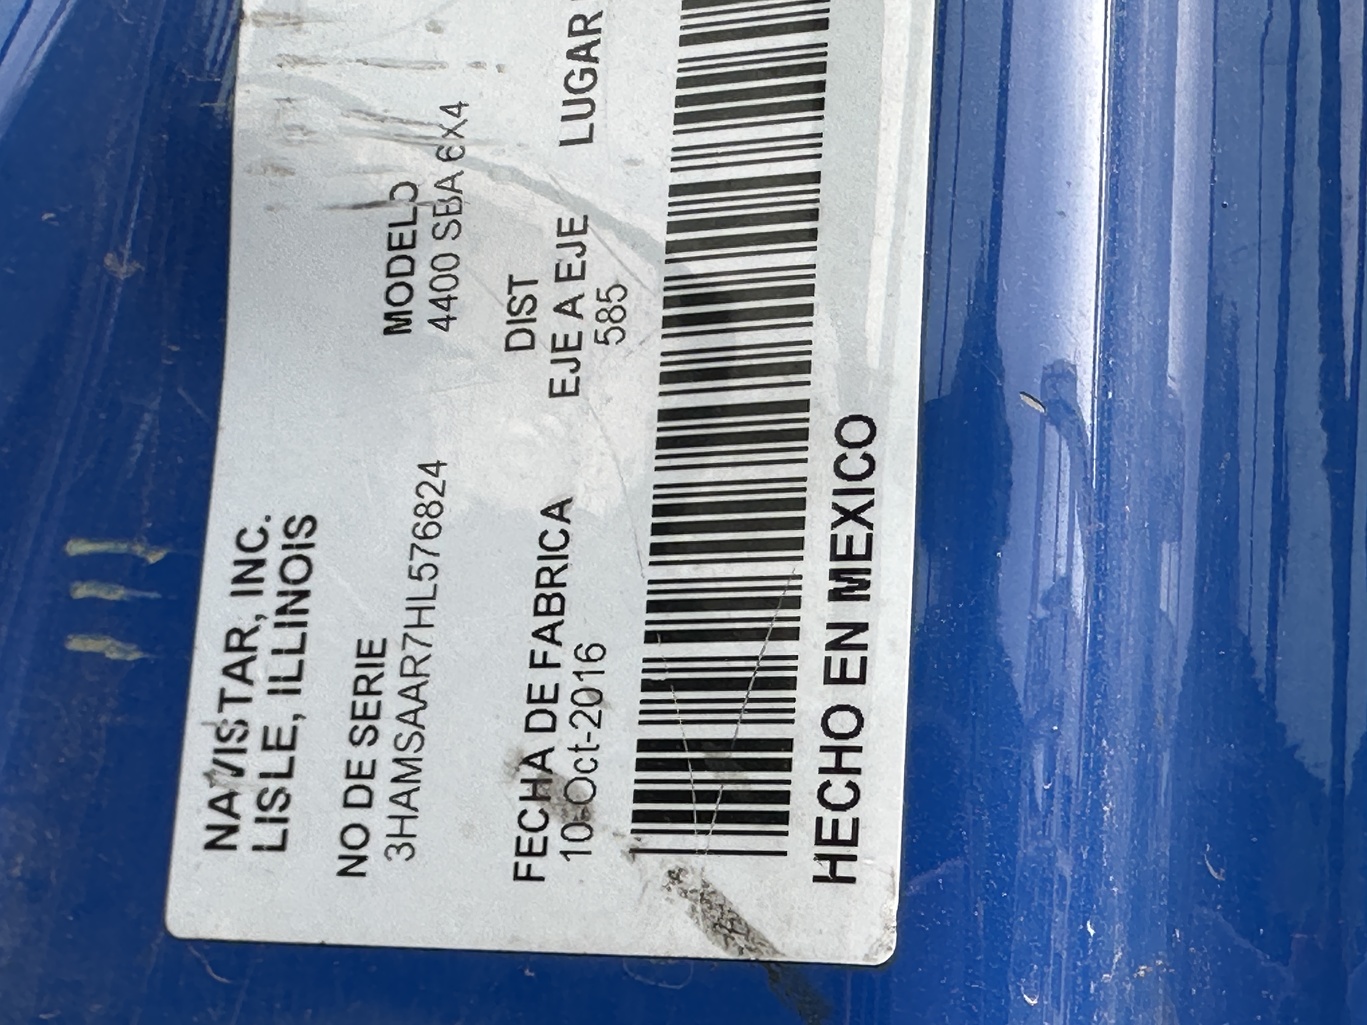 NAVISTAR, INC.
LISLE, ILLINOIS
NO DE SERIE
3HAMSAAR7HL576824
MODELO
4400 SBA 6X4
FECHA DE FABRICA
10-Oct-2016
DIST
EJE A EJE
585
LUGAR
HECHO EN MEXICO